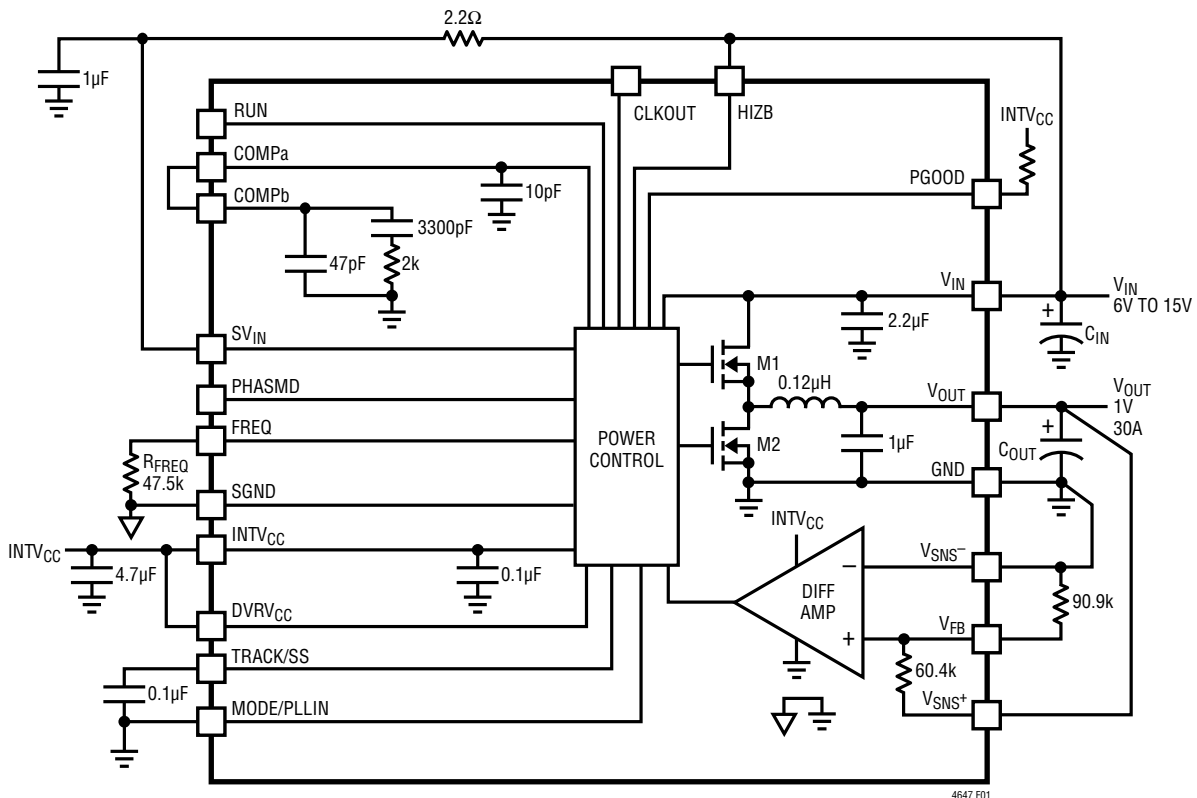 2.2Ω
1µF
RUN
COMPa
COMPb
CLKOUT
HIZB
INTVCC
PGOOD
10pF
3300pF
47pF
2k
VIN
VIN
6V TO 15V
2.2µF
CIN
SVIN
PHASMD
FREQ
RFREQ
47.5k
SGND
INTVCC
INTVCC
4.7µF
0.1µF
DVRVCC
TRACK/SS
0.1µF
MODE/PLLIN
POWER
CONTROL
M1
0.12µH
VOUT
VOUT
1V
30A
M2
1µF
COUT
GND
INTVCC
VSNS–
–
DIFF
AMP
+
90.9k
VFB
60.4k
VSNS+
+
+
4647 F01